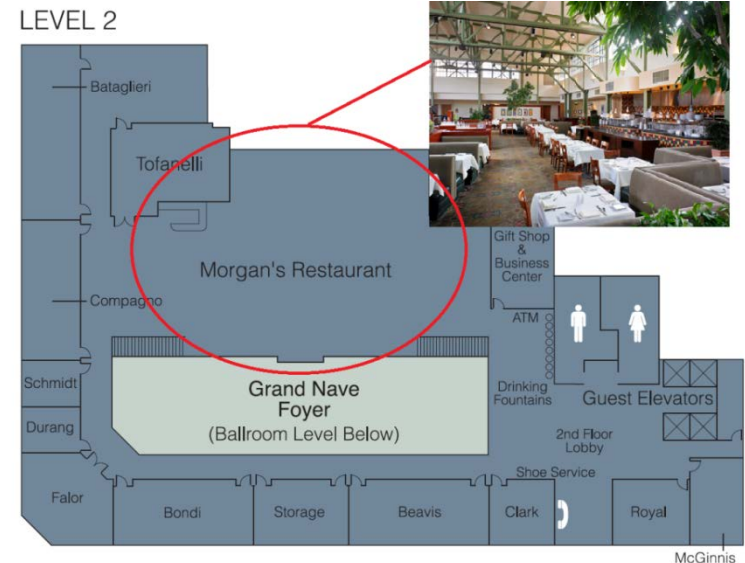 LEVEL 2
Bataglieri
Tofanelli
Gift Shop
&
Business
Center
Morgan's Restaurant
Compagno
ATM
Schmidt
Grand Nave
Foyer
(Ballroom Level Below)
Drinking
Fountains
Guest Elevators
Durang
2nd Floor
Lobby
Shoe Service
Falor
Bondi
Storage
Beavis
Clark
Royal
McGinnis